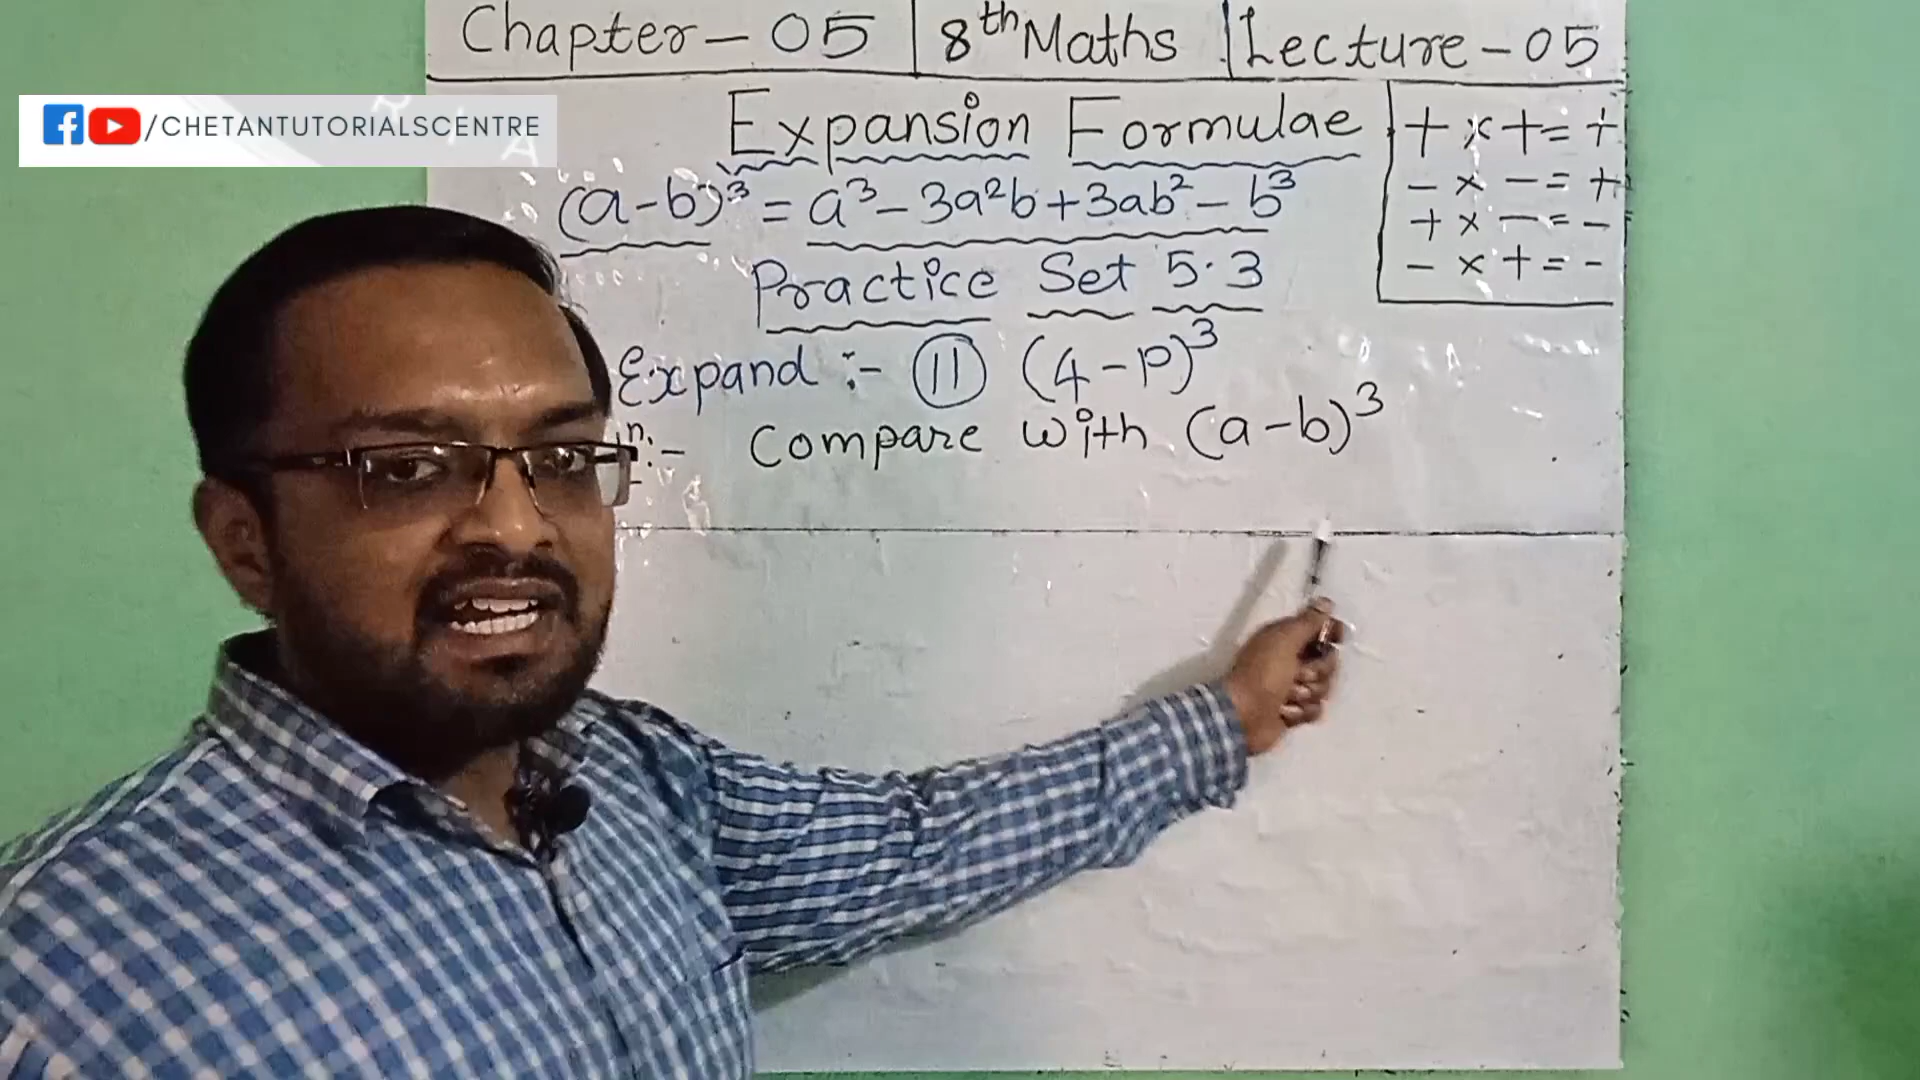 Chapter - 05 | 8th Maths | Lecture - 05
/CHETANTUTORIALSCENTRE
Expansion Formulae
(a-b)³ = a³ - 3a²b + 3ab² - b³
Practice Set 5.3
Expand :- (11) (4-p)³
n:- Compare with (a-b)³
+ × + = +
- × - = +
+ × - = -
- × + = -